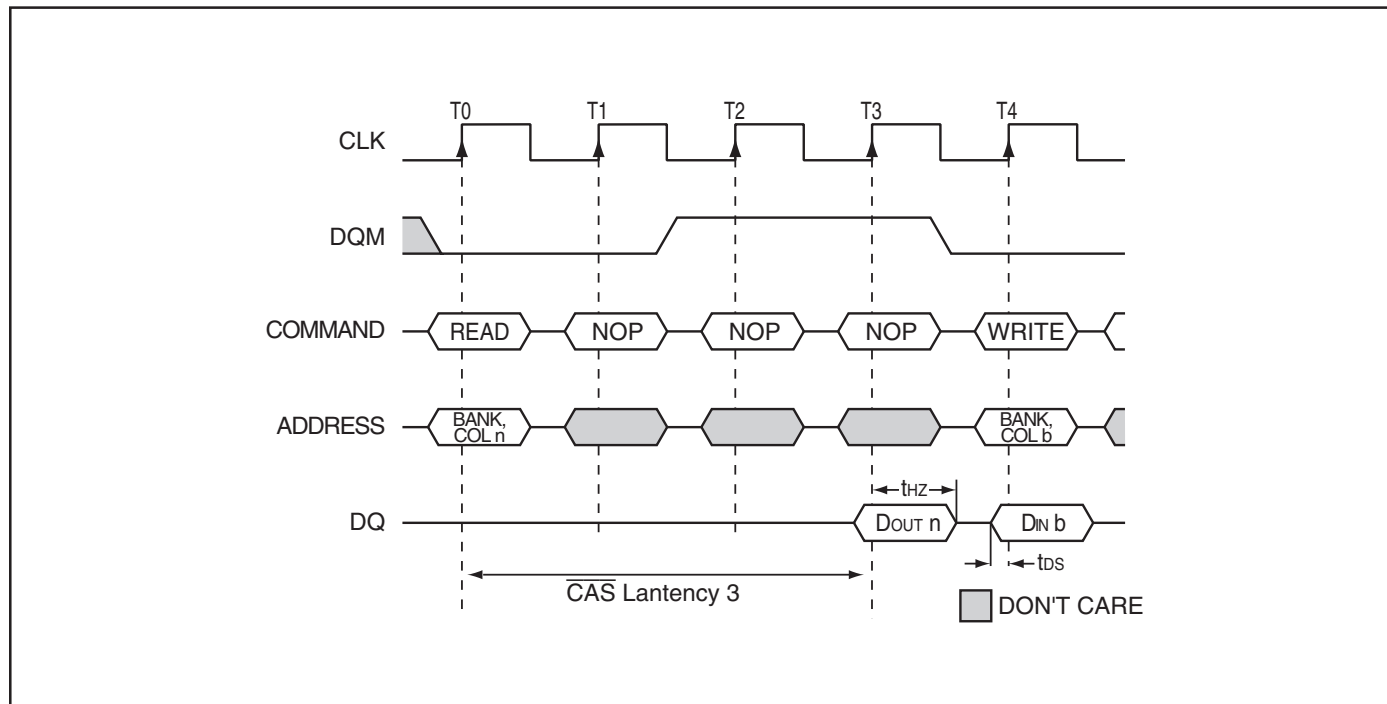 T0 T1 T2 T3 T4
CLK
DQM
COMMAND READ NOP NOP NOP WRITE
ADDRESS BANK, COL n BANK, COL b
tHZ
DQ DOUT n DIN b
tDS
CAS Lantency 3
DON'T CARE